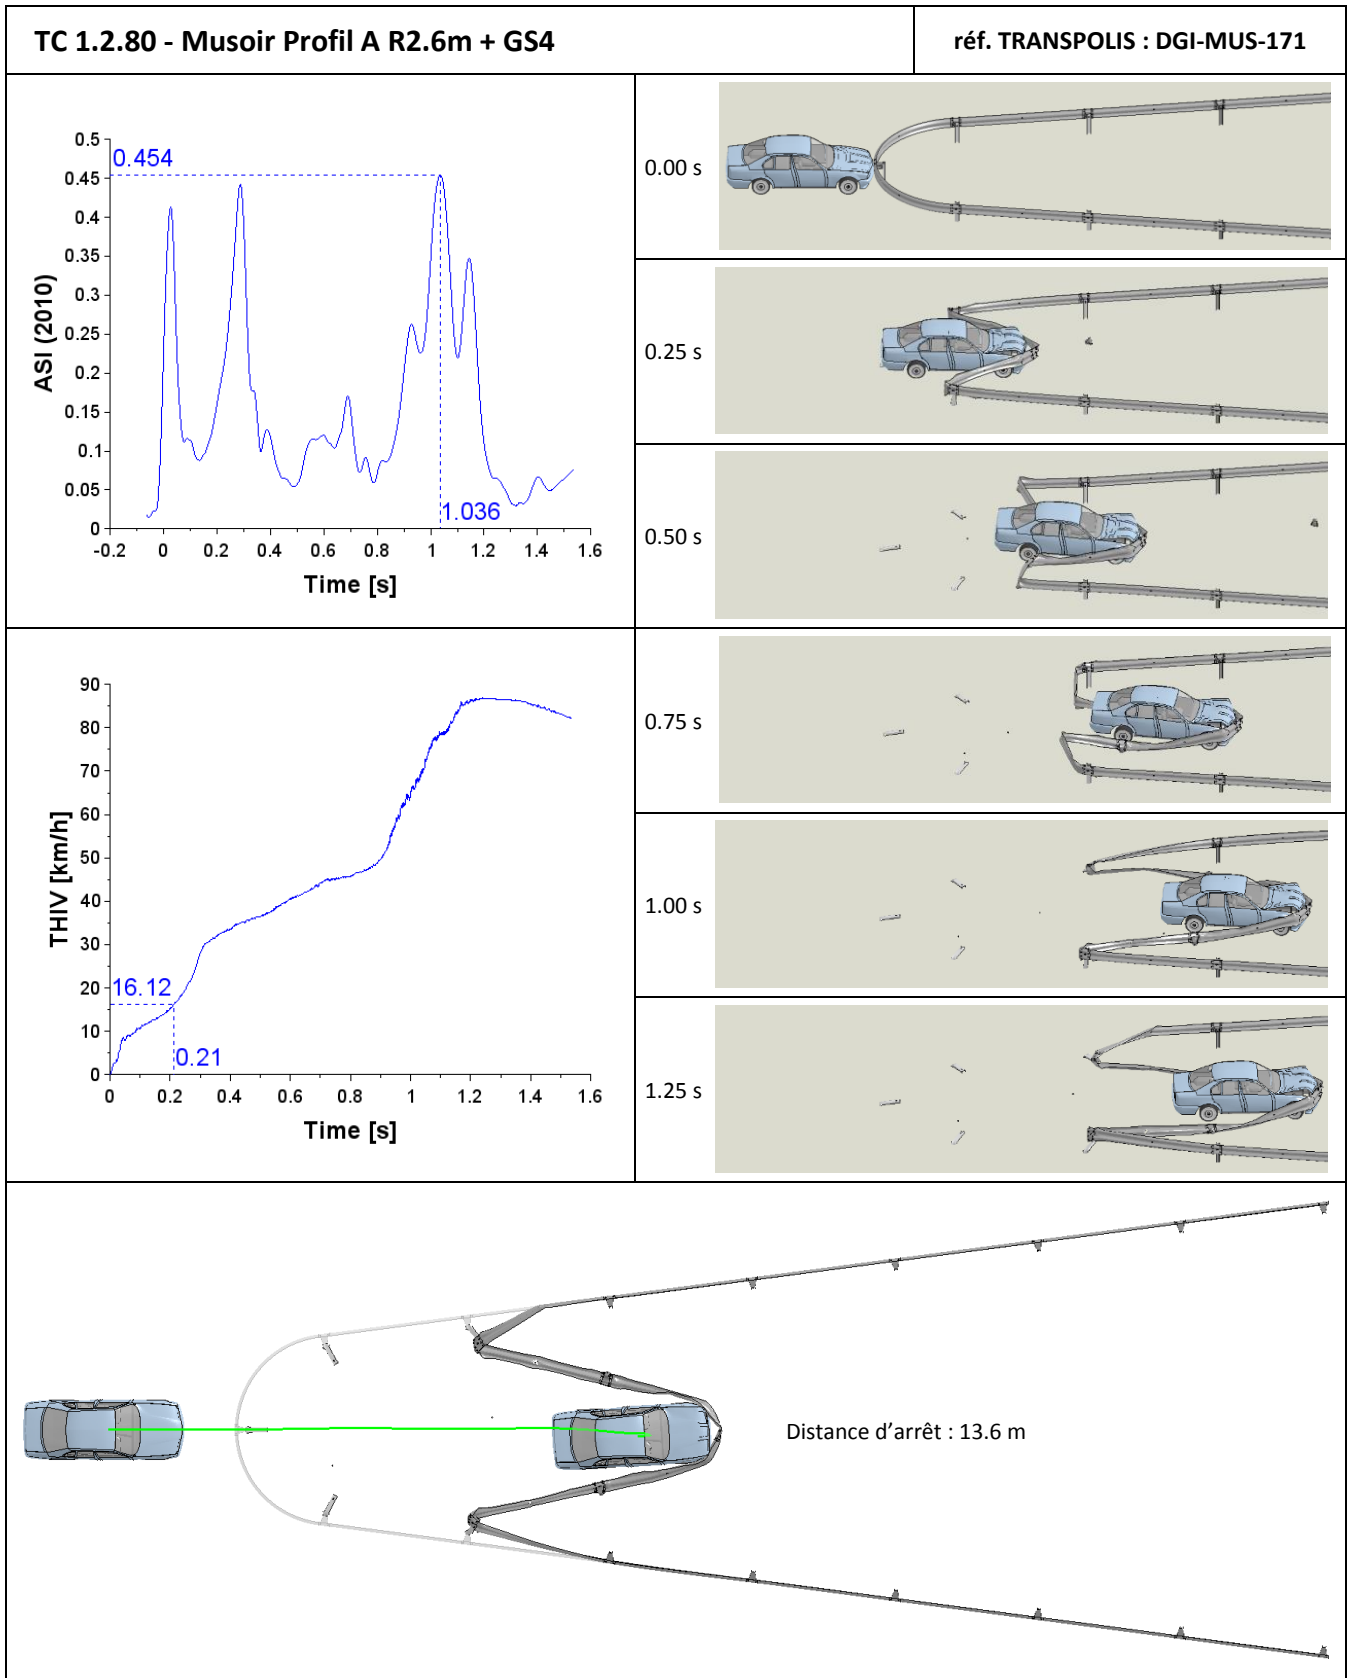 TC 1.2.80 - Musoir Profil A R2.6m + GS4
réf. TRANSPOLIS : DGI-MUS-171
0.5
0.45
0.4
0.35
0.3
0.25
0.2
0.15
0.1
0.05
0
0.454
1.036
-0.2 0 0.2 0.4 0.6 0.8 1 1.2 1.4 1.6
ASI (2010)
Time [s]
0.00 s
0.25 s
0.50 s
90
80
70
60
50
40
30
20
10
0
16.12
0.21
0 0.2 0.4 0.6 0.8 1 1.2 1.4 1.6
THIV [km/h]
Time [s]
0.75 s
1.00 s
1.25 s
Distance d'arrêt : 13.6 m